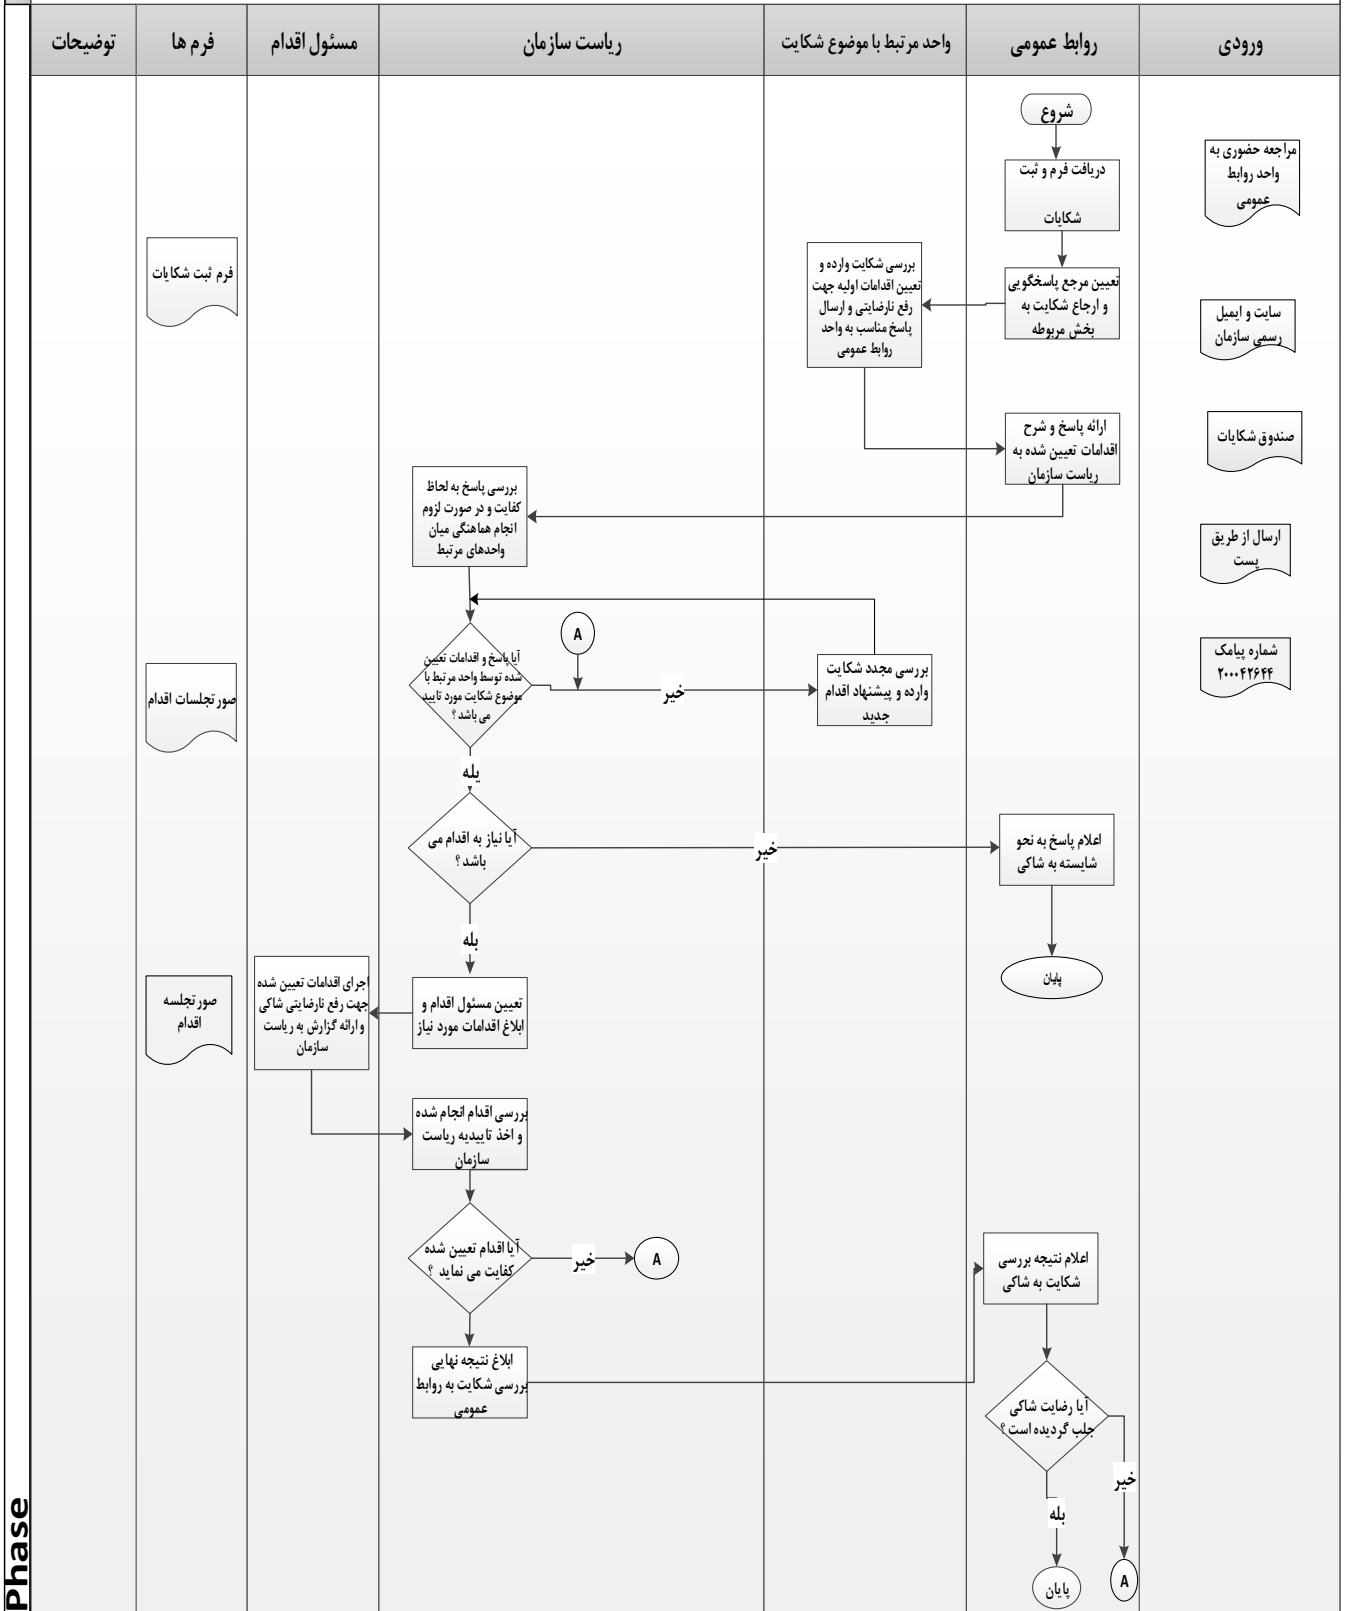 ورودی
روابط عمومی
واحد مرتبط با موضوع شکایت
ریاست سازمان
مسئول اقدام
فرم ها
توضیحات
مراجعه حضوری به
واحد روابط
عمومی
سایت و ایمیل
رسمی سازمان
صندوق شکایات
ارسال از طریق
پست
شماره پیامک
۲۰۰۰۴۲۶۴۴
شروع
دریافت فرم و ثبت
شکایات
تعیین مرجع پاسخگویی
و ارجاع شکایت به
بخش مربوطه
بررسی شکایت وارده و
تعیین اقدامات اولیه جهت
رفع نارضایتی و ارسال
پاسخ مناسب به واحد
روابط عمومی
ارائه پاسخ و شرح
اقدامات تعیین شده به
ریاست سازمان
بررسی پاسخ به لحاظ
کفایت و در صورت لزوم
انجام هماهنگی میان
واحدهای مرتبط
A
آیا پاسخ و اقدامات تعیین
شده توسط واحد مرتبط با
موضوع شکایت مورد تایید
می باشد ؟
خیر
بررسی مجدد شکایت
وارده و پیشنهاد اقدام
جدید
یله
آیا نیاز به اقدام می
باشد ؟
خیر
اعلام پاسخ به نحو
شایسته به شاکی
پایان
بله
تعیین مسئول اقدام و
ابلاغ اقدامات مورد نیاز
اجرای اقدامات تعیین شده
جهت رفع نارضایتی شاکی
و ارائه گزارش به ریاست
سازمان
بررسی اقدام انجام شده
و اخذ تاییدیه ریاست
سازمان
آیا اقدام تعیین شده
کفایت می نماید ؟
خیر
A
ابلاغ نتیجه نهایی
بررسی شکایت به روابط
عمومی
اعلام نتیجه بررسی
شکایت به شاکی
آیا رضایت شاکی
جلب گردیده است ؟
خیر
A
بله
پایان
فرم ثبت شکایات
صورتجلسات اقدام
صورتجلسه
اقدام
Phase